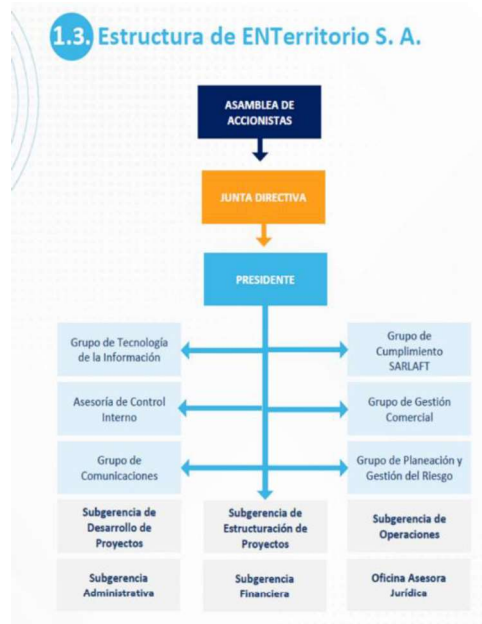 1.3. Estructura de ENTerritorio S. A.
ASAMBLEA DE
ACCIONISTAS
JUNTA DIRECTIVA
PRESIDENTE
Grupo de Tecnología
de la Información
Grupo de
Cumplimiento
SARLAFT
Asesoría de Control
Interno
Grupo de Gestión
Comercial
Grupo de
Comunicaciones
Grupo de Planeación y
Gestión del Riesgo
Subgerencia de
Desarrollo de
Proyectos
Subgerencia de
Estructuración de
Proyectos
Subgerencia de
Operaciones
Subgerencia
Administrativa
Subgerencia
Financiera
Oficina Asesora
Jurídica